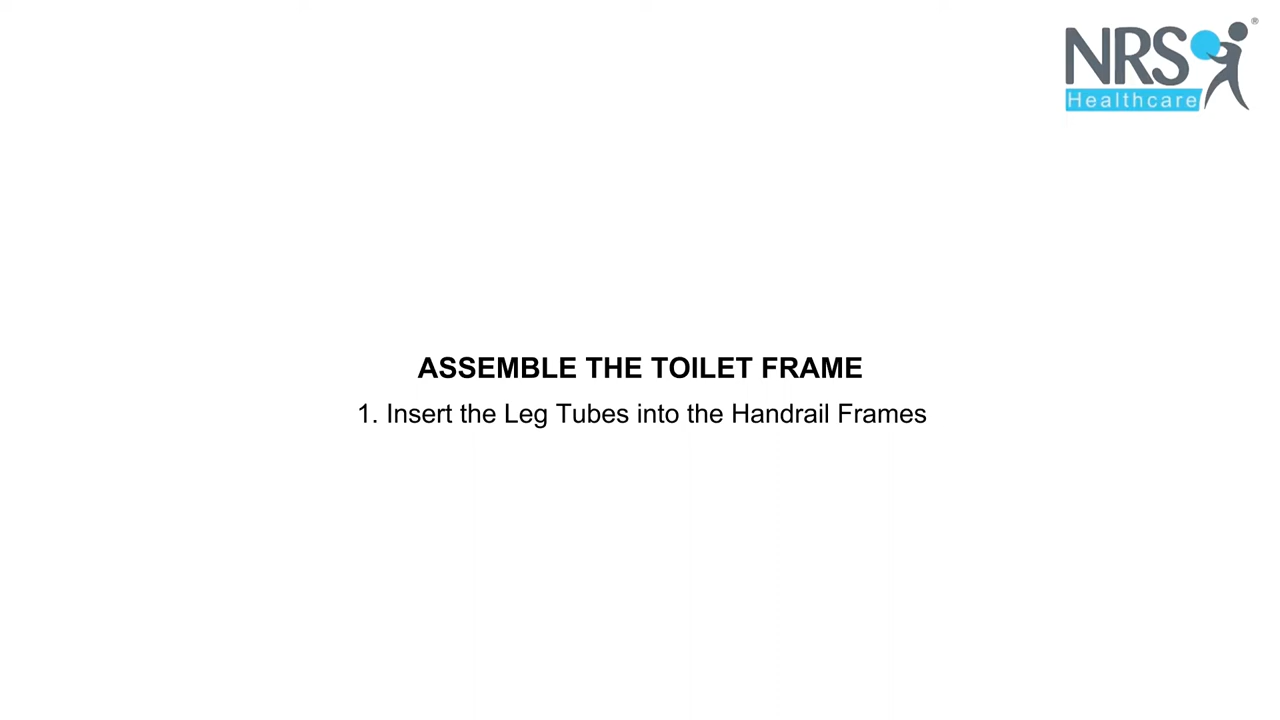 NRS
Healthcare
®
ASSEMBLE THE TOILET FRAME
1. Insert the Leg Tubes into the Handrail Frames